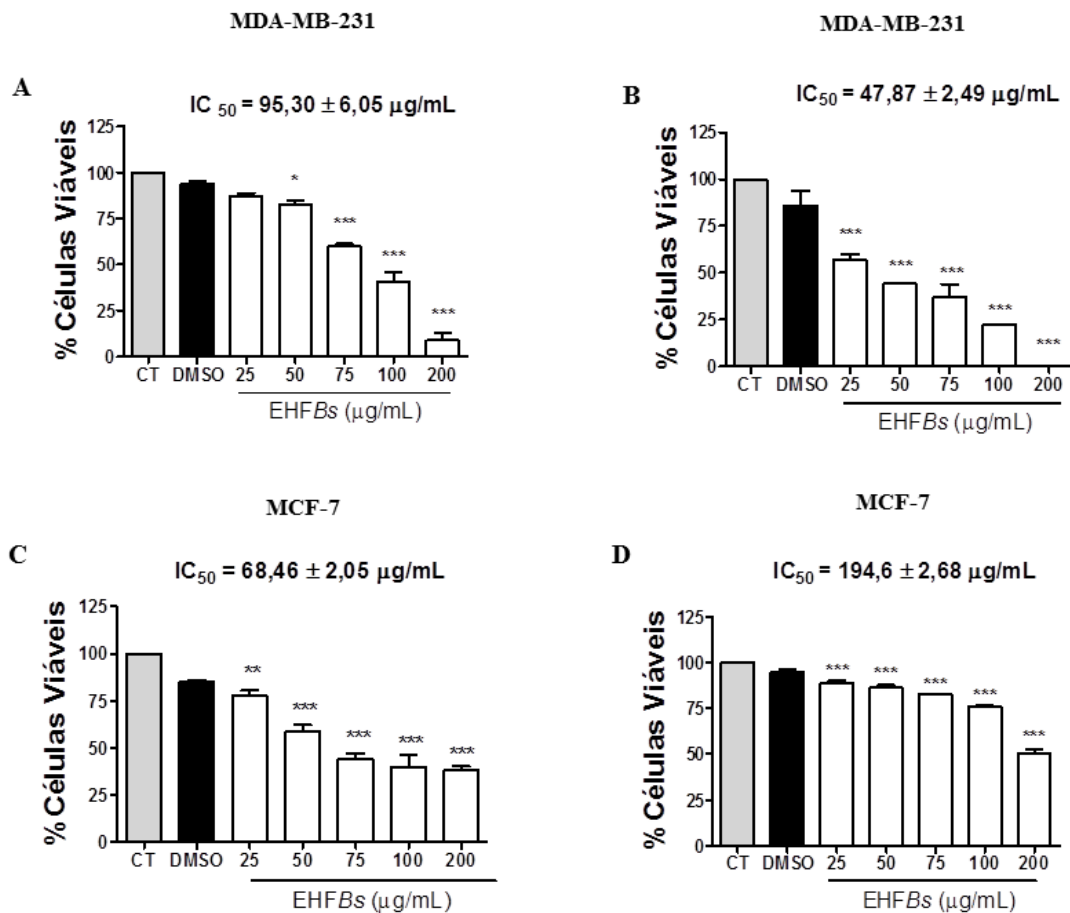 MDA-MB-231
A
IC 50 = 95,30 ± 6,05 µg/mL
% Células Viáveis
125
100
75
50
25
0
*
***
***
***
CT DMSO 25 50 75 100 200
EHFBs (µg/mL)
MDA-MB-231
B
IC50 = 47,87 ± 2,49 µg/mL
% Células Viáveis
125
100
75
50
25
0
***
***
***
***
***
CT DMSO 25 50 75 100 200
EHFBs (µg/mL)
MCF-7
C
IC50 = 68,46 ± 2,05 µg/mL
% Células Viáveis
125
100
75
50
25
0
**
***
***
***
***
CT DMSO 25 50 75 100 200
EHFBs (µg/mL)
MCF-7
D
IC50 = 194,6 ± 2,68 µg/mL
% Células Viáveis
125
100
75
50
25
0
***
***
***
***
***
CT DMSO 25 50 75 100 200
EHFBs (µg/mL)